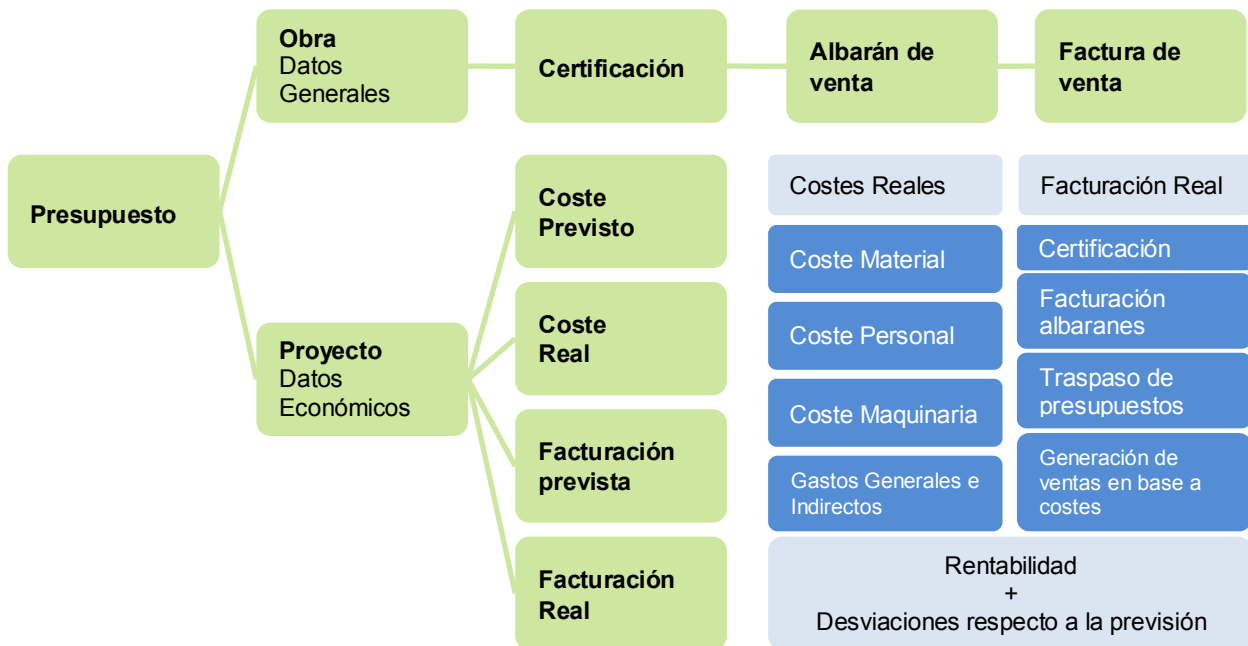 Obra
Datos
Generales
Certificación
Albarán de
venta
Factura de
venta
Presupuesto
Coste
Previsto
Coste
Real
Proyecto
Datos
Económicos
Facturación
prevista
Facturación
Real
Costes Reales
Coste Material
Coste Personal
Coste Maquinaria
Gastos Generales e
Indirectos
Facturación Real
Certificación
Facturación
albaranes
Traspaso de
presupuestos
Generación de
ventas en base a
costes
Rentabilidad
+
Desviaciones respecto a la previsión